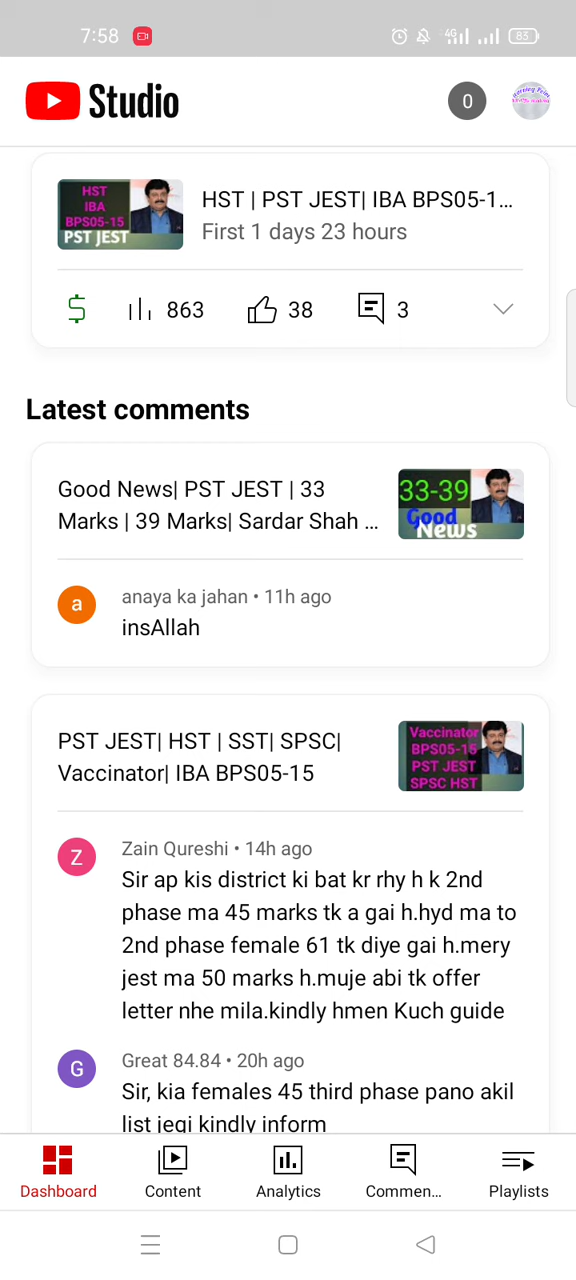 7:58
4G
83
Studio
0
HST
IBA
BPS05-15
PST JEST
HST | PST JEST| IBA BPS05-1...
First 1 days 23 hours
863
38
3
Latest comments
Good News| PST JEST | 33
Marks | 39 Marks| Sardar Shah ...
33-39
Good
News
a
anaya ka jahan • 11h ago
insAllah
PST JEST| HST | SST| SPSC|
Vaccinator| IBA BPS05-15
Vaccinator
BPS05-15
PST JEST
SPSC HST
Z
Zain Qureshi • 14h ago
Sir ap kis district ki bat kr rhy h k 2nd
phase ma 45 marks tk a gai h.hyd ma to
2nd phase female 61 tk diye gai h.mery
jest ma 50 marks h.muje abi tk offer
letter nhe mila.kindly hmen Kuch guide
G
Great 84.84 • 20h ago
Sir, kia females 45 third phase pano akil
list jegi kindly inform
Dashboard
Content
Analytics
Commen...
Playlists